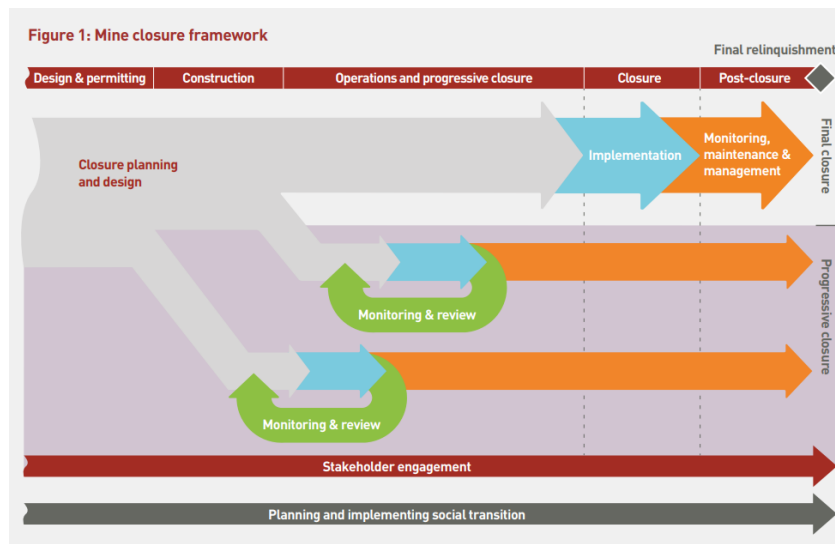 Figure 1: Mine closure framework
Final relinquishment
Design & permitting
Construction
Operations and progressive closure
Closure
Post-closure
Closure planning
and design
Implementation
Monitoring,
maintenance &
management
Final closure
Monitoring & review
Monitoring & review
Progressive closure
Stakeholder engagement
Planning and implementing social transition